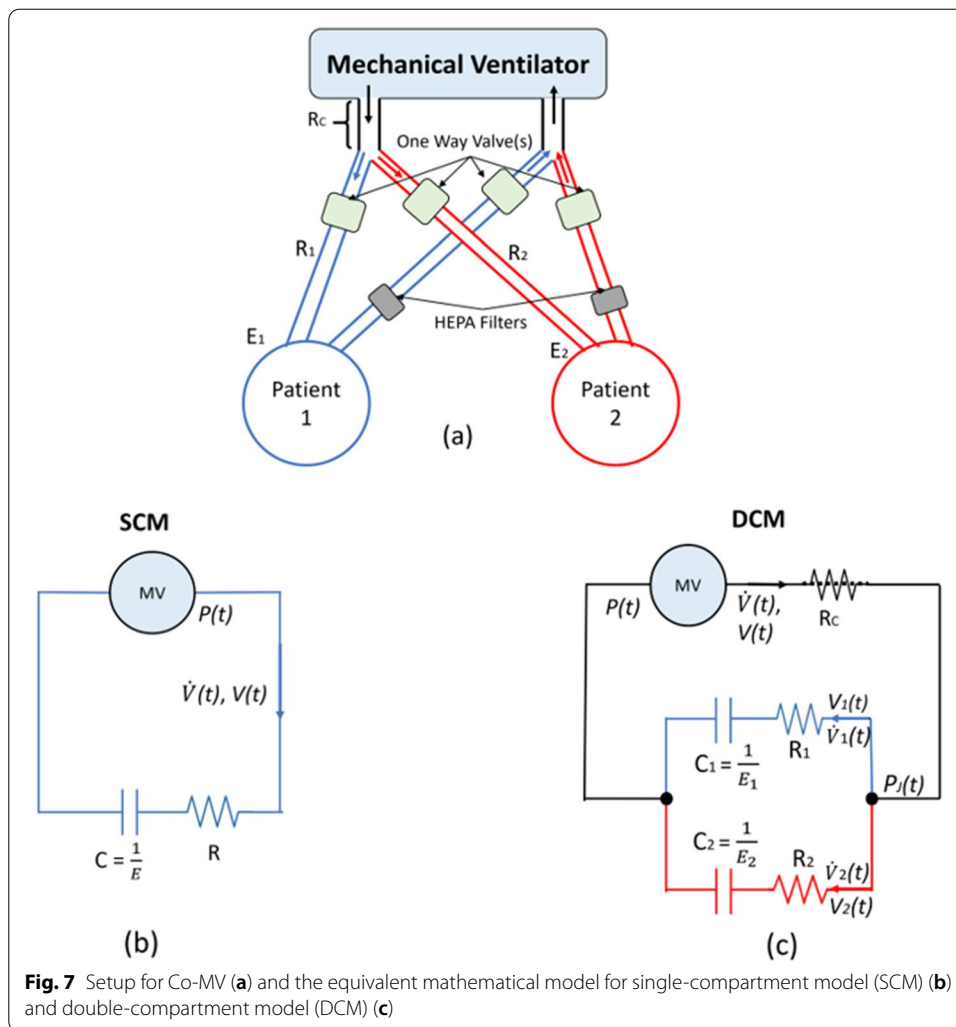 Mechanical Ventilator
RC
One Way Valve(s)
R1
R2
HEPA Filters
E1
E2
Patient
1
Patient
2
(a)
SCM
MV
P(t)
V̇(t), V(t)
C = 1/E
R
(b)
DCM
MV
P(t)
V̇(t),
V(t)
RC
V1(t)
V̇1(t)
R1
C1 = 1/E1
PJ(t)
C2 = 1/E2
R2
V̇2(t)
V2(t)
(c)
Fig. 7 Setup for Co-MV (a) and the equivalent mathematical model for single-compartment model (SCM) (b)
and double-compartment model (DCM) (c)